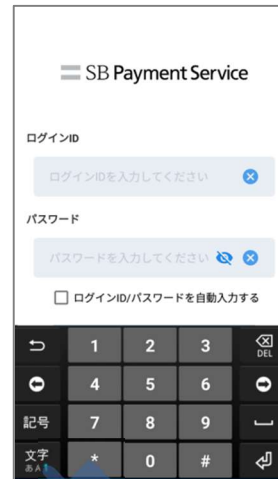 SB Payment Service
ログインID
ログインIDを入力してください
パスワード
パスワードを入力してください
ログインID/パスワードを自動入力する
1 2 3 DEL
4 5 6
記号 7 8 9
文字 * 0 #
あA1